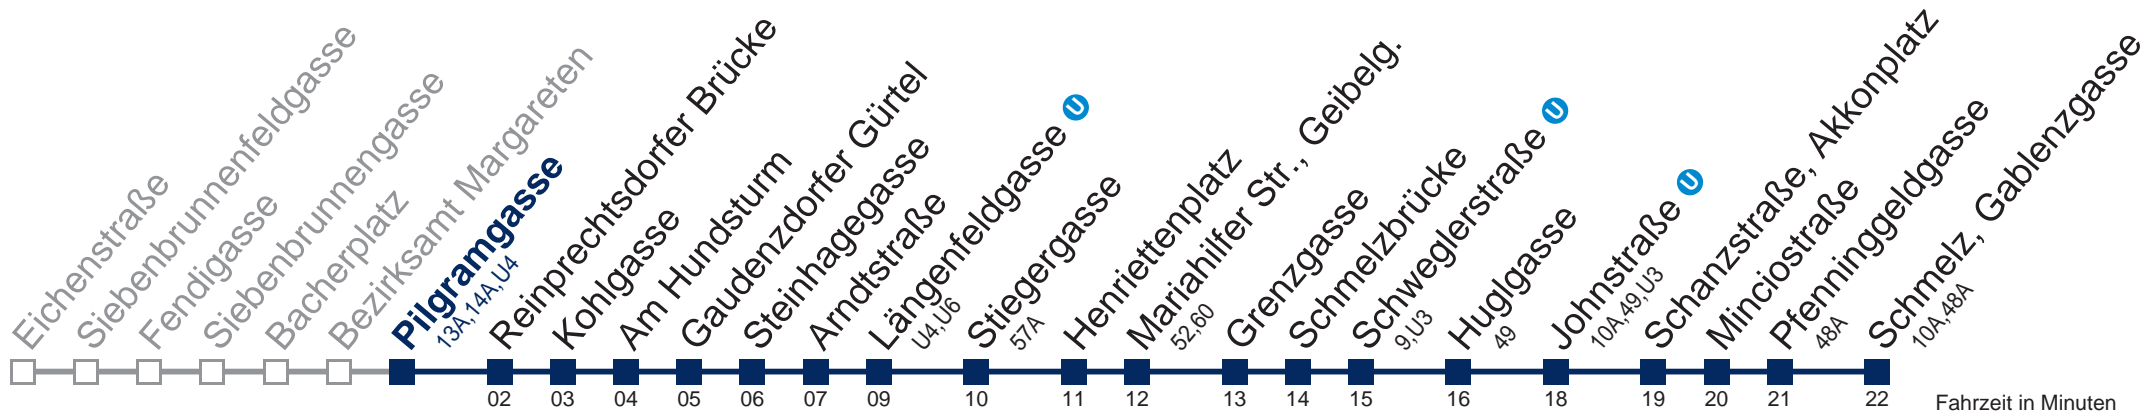 Eichenstraße
Siebenbrunnenfeldgasse
Fendigasse
Siebenbrunnengasse
Bacherplatz
Bezirksamt Margareten
Pilgramgasse
13A, 14A, U4
Reinprechtsdorfer Brücke
Kohlgasse
Am Hundsturm
Gaudenzdorfer Gürtel
Steinhagegasse
Arndtstraße
Längenfeldgasse U
U4, U6
Stiegergasse
57A
Henriettenplatz
Mariahilfer Str., Geibelg.
52, 60
Grenzgasse
Schmelzbrücke
Schweglerstraße U
9, U3
Huglgasse
49
Johnstraße U
10A, 49, U3
Schanzstraße, Akkonplatz
Minciostraße
Pfenninggeldgasse
48A
Schmelz, Gablenzgasse
10A, 48A
02 03 04 05 06 07 09 10 11 12 13 14 15 16 18 19 20 21 22
Fahrzeit in Minuten